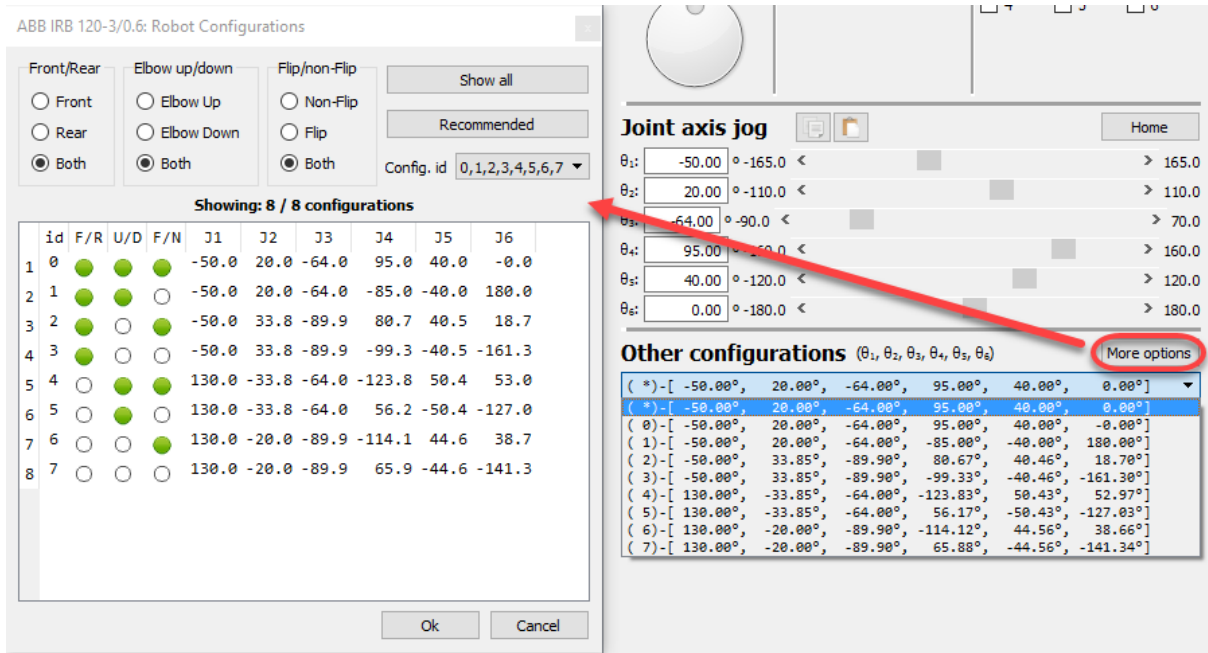 ABB IRB 120-3/0.6: Robot Configurations
x
Front/Rear Elbow up/down Flip/non-Flip
Show all
Front Elbow Up Non-Flip
Rear Elbow Down Flip
Recommended
Both Both Both
Config. id 0,1,2,3,4,5,6,7
Showing: 8 / 8 configurations
id F/R U/D F/N J1 J2 J3 J4 J5 J6
1 0 -50.0 20.0 -64.0 95.0 40.0 -0.0
2 1 -50.0 20.0 -64.0 -85.0 -40.0 180.0
3 2 -50.0 33.8 -89.9 80.7 40.5 18.7
4 3 -50.0 33.8 -89.9 -99.3 -40.5 -161.3
5 4 130.0 -33.8 -64.0 -123.8 50.4 53.0
6 5 130.0 -33.8 -64.0 56.2 -50.4 -127.0
7 6 130.0 -20.0 -89.9 -114.1 44.6 38.7
8 7 130.0 -20.0 -89.9 65.9 -44.6 -141.3
Ok Cancel
Joint axis jog
Home
θ₁: -50.00 º -165.0 < > 165.0
θ₂: 20.00 º -110.0 < > 110.0
θ₃: -64.00 º -90.0 < > 70.0
θ₄: 95.00 º -160.0 < > 160.0
θ₅: 40.00 º -120.0 < > 120.0
θ₆: 0.00 º -180.0 < > 180.0
Other configurations (θ₁, θ₂, θ₃, θ₄, θ₅, θ₆) More options
( *)-[ -50.00°, 20.00°, -64.00°, 95.00°, 40.00°, 0.00°]
( *)-[ -50.00°, 20.00°, -64.00°, 95.00°, 40.00°, 0.00°]
( 0)-[ -50.00°, 20.00°, -64.00°, 95.00°, 40.00°, -0.00°]
( 1)-[ -50.00°, 20.00°, -64.00°, -85.00°, -40.00°, 180.00°]
( 2)-[ -50.00°, 33.85°, -89.90°, 80.67°, 40.46°, 18.70°]
( 3)-[ -50.00°, 33.85°, -89.90°, -99.33°, -40.46°, -161.30°]
( 4)-[ 130.00°, -33.85°, -64.00°, -123.83°, 50.43°, 52.97°]
( 5)-[ 130.00°, -33.85°, -64.00°, 56.17°, -50.43°, -127.03°]
( 6)-[ 130.00°, -20.00°, -89.90°, -114.12°, 44.56°, 38.66°]
( 7)-[ 130.00°, -20.00°, -89.90°, 65.88°, -44.56°, -141.34°]